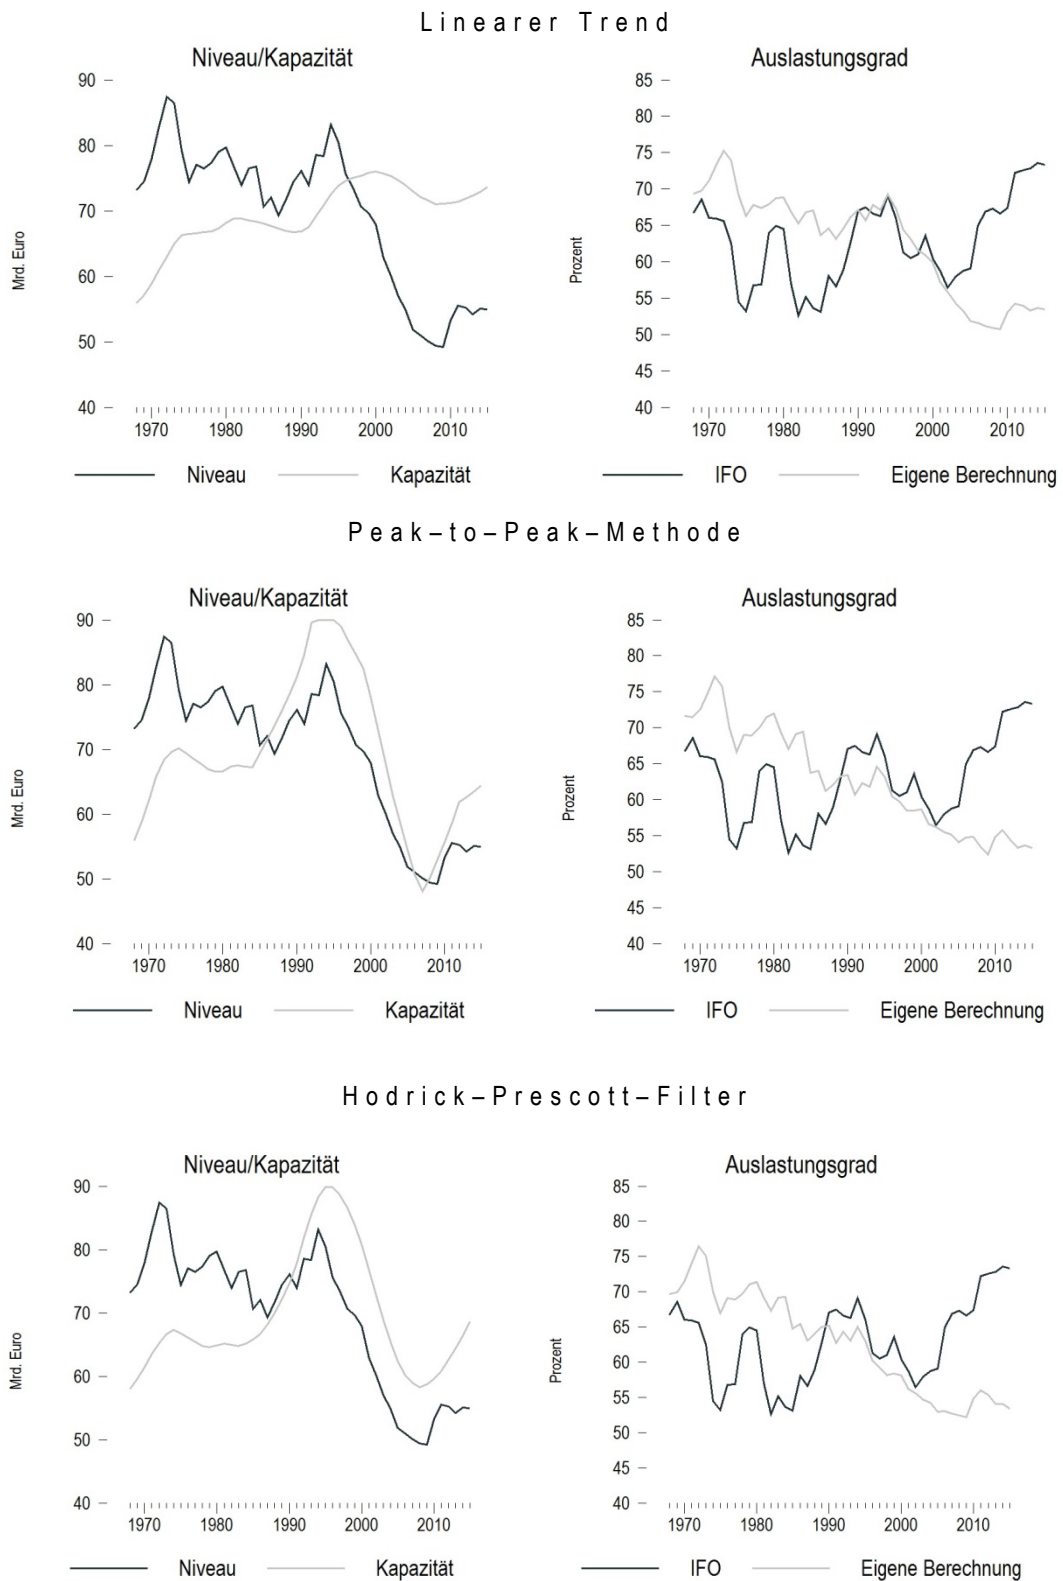 Linearer Trend
Niveau/Kapazität
Auslastungsgrad
90
80
70
60
50
40
Mrd. Euro
1970 1980 1990 2000 2010
85
80
75
70
65
60
55
50
45
40
Prozent
1970 1980 1990 2000 2010
Niveau Kapazität
IFO Eigene Berechnung
Peak–to–Peak–Methode
Niveau/Kapazität
Auslastungsgrad
90
80
70
60
50
40
Mrd. Euro
1970 1980 1990 2000 2010
85
80
75
70
65
60
55
50
45
40
Prozent
1970 1980 1990 2000 2010
Niveau Kapazität
IFO Eigene Berechnung
Hodrick–Prescott–Filter
Niveau/Kapazität
Auslastungsgrad
90
80
70
60
50
40
Mrd. Euro
1970 1980 1990 2000 2010
85
80
75
70
65
60
55
50
45
40
Prozent
1970 1980 1990 2000 2010
Niveau Kapazität
IFO Eigene Berechnung